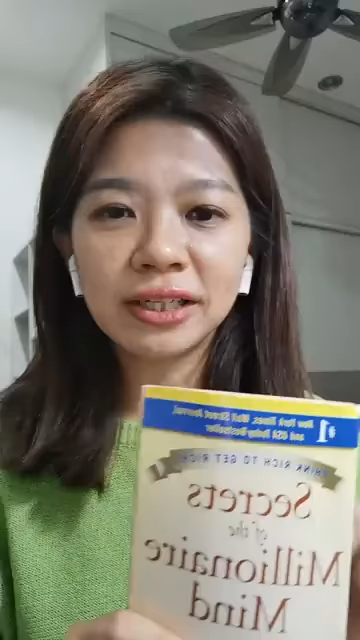 #1 New York Times, Wall Street Journal,
and USA Today Bestseller
THINK RICH TO GET RICH
Secrets
of the
Millionaire
Mind